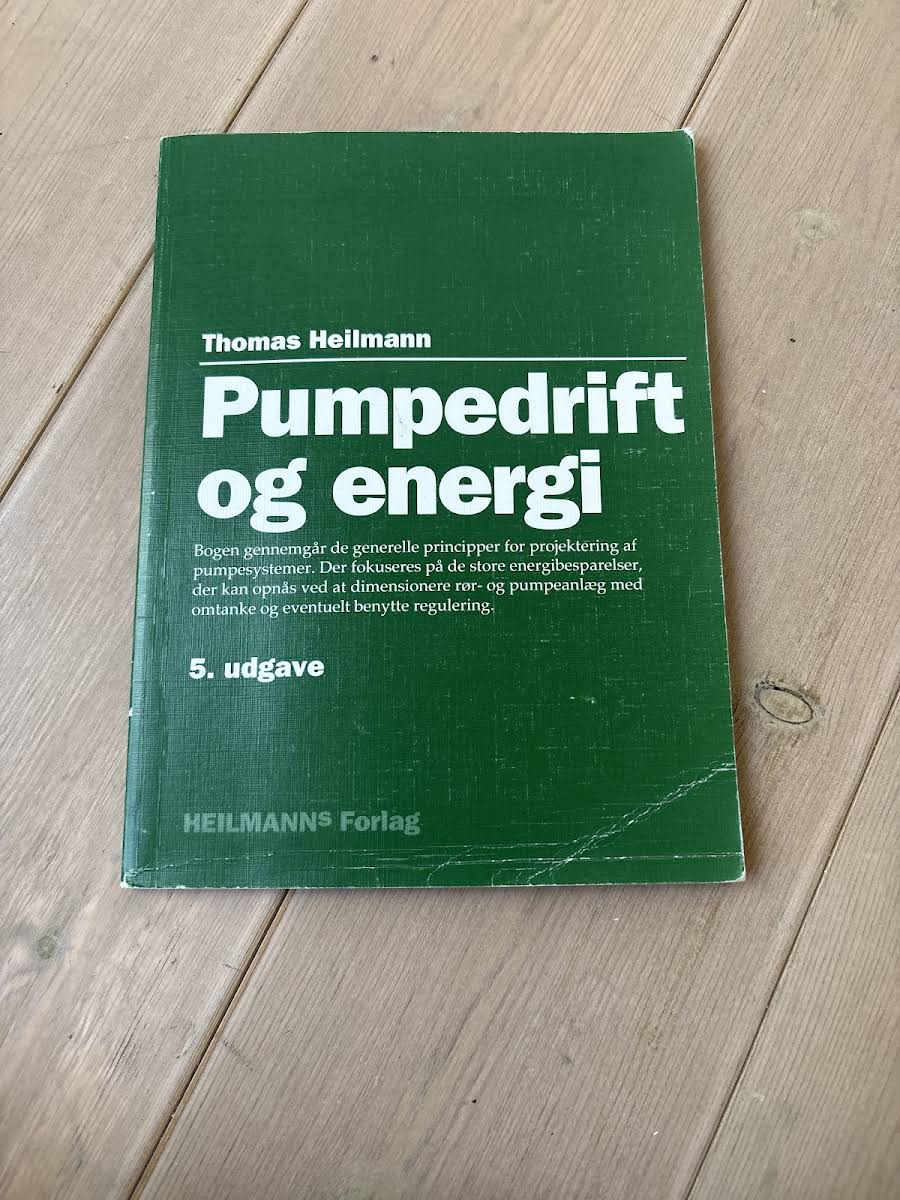 Thomas Heilmann
Pumpedrift
og energi
Bogen gennemgår de generelle principper for projektering af
pumpesystemer. Der fokuseres på de store energibesparelser,
der kan opnås ved at dimensionere rør- og pumpeanlæg med
omtanke og eventuelt benytte regulering.
5. udgave
HEILMANNs Forlag